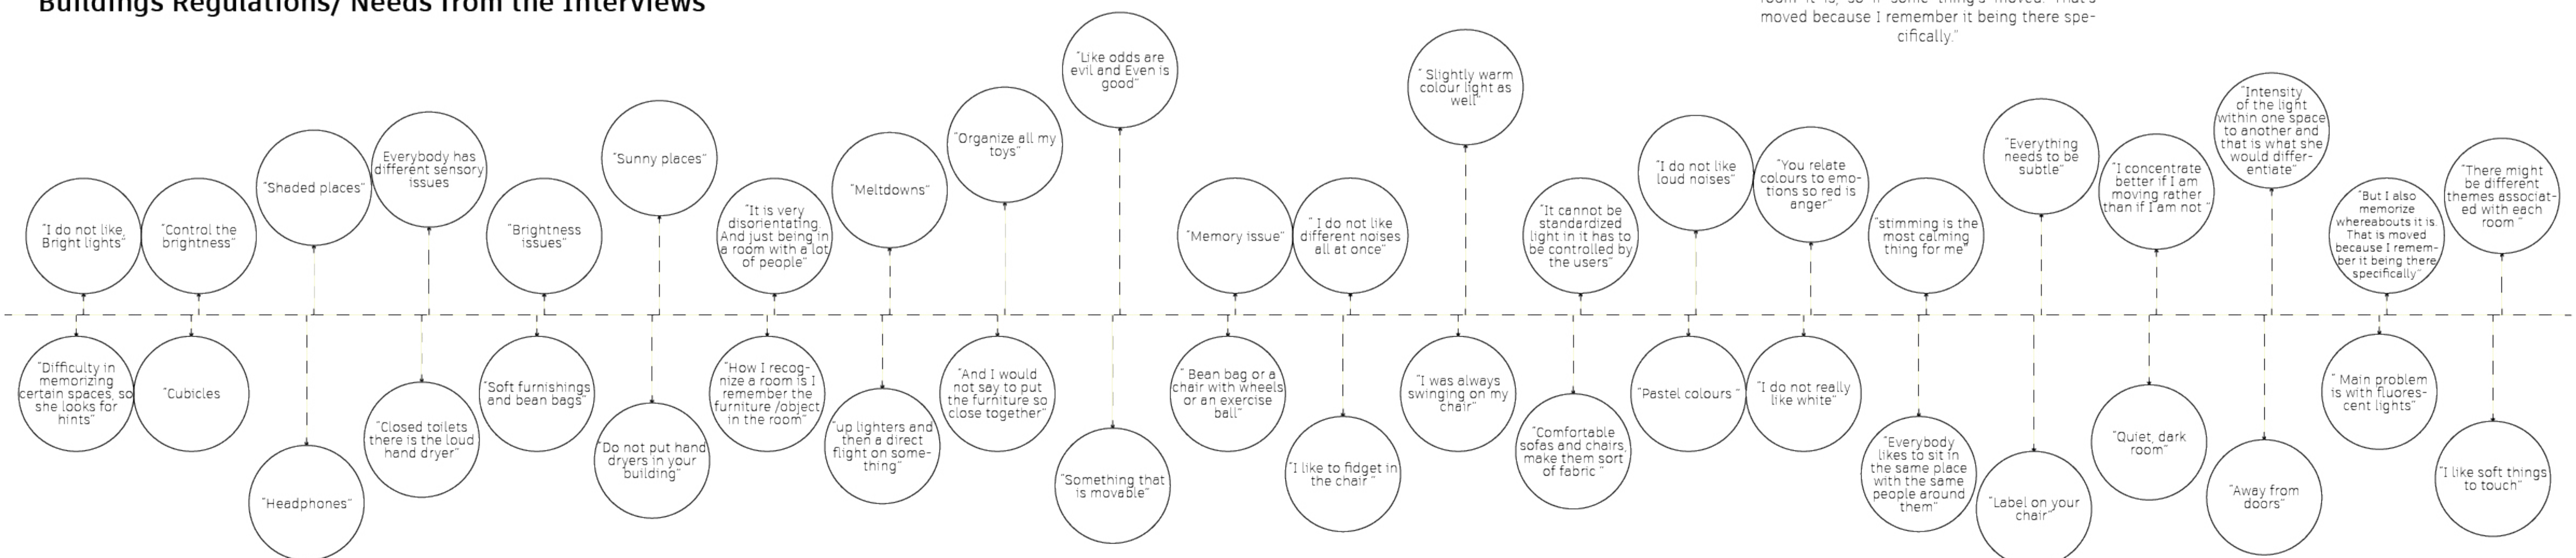 Buildings Regulations/ Needs from the Interviews
room it is, so if some thing's moved. That's
moved because I remember it being there spe-
cifically."
"I do not like,
Bright lights"
"Control the
brightness"
"Shaded places"
Everybody has
different sensory
issues
"Brightness
issues"
"Sunny places"
"It is very
disorientating.
And just being in
a room with a lot
of people"
"Meltdowns"
"Organize all my
toys"
"Like odds are
evil and Even is
good"
"Memory issue"
" I do not like
different noises
all at once"
" Slightly warm
colour light as
well"
"It cannot be
standardized
light in it has to
be controlled by
the users"
"I do not like
loud noises"
"You relate
colours to emo-
tions so red is
anger"
"stimming is the
most calming
thing for me"
"Everything
needs to be
subtle"
"I concentrate
better if I am
moving rather
than if I am not "
"Intensity
of the light
within one space
to another and
that is what she
would differ-
entiate"
"But I also
memorize
whereabouts it is.
That is moved
because I remem-
ber it being there
specifically"
"There might
be different
themes associat-
ed with each
room "
"Difficulty in
memorizing
certain spaces, so
she looks for
hints"
"Cubicles
"Headphones"
"Closed toilets
there is the loud
hand dryer"
"Soft furnishings
and bean bags"
"Do not put hand
dryers in your
building"
"How I recog-
nize a room is I
remember the
furniture /object
in the room"
"up lighters and
then a direct
flight on some-
thing"
"And I would
not say to put
the furniture so
close together"
"Something that
is movable"
" Bean bag or a
chair with wheels
or an exercise
ball"
"I like to fidget in
the chair "
"I was always
swinging on my
chair"
"Comfortable
sofas and chairs,
make them sort
of fabric "
"Pastel colours "
"I do not really
like white"
"Everybody
likes to sit in
the same place
with the same
people around
them"
"Label on your
chair"
"Quiet, dark
room"
"Away from
doors"
" Main problem
is with fluores-
cent lights"
"I like soft things
to touch"